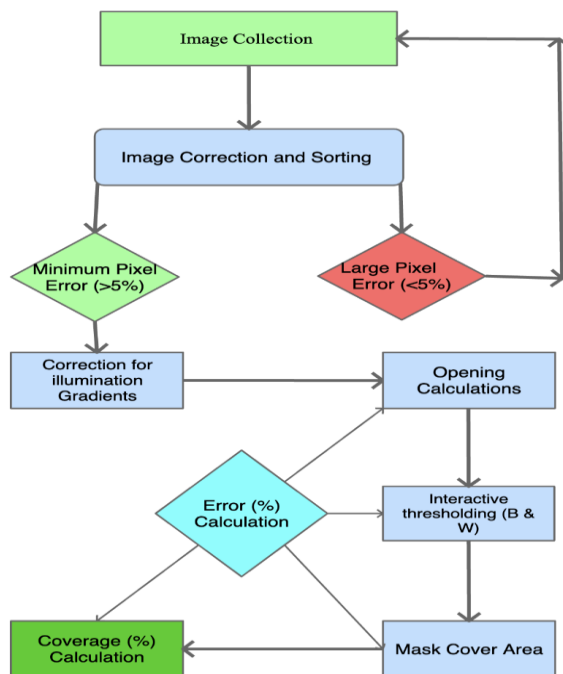 Image Collection
Image Correction and Sorting
Minimum Pixel
Error (>5%)
Large Pixel
Error (<5%)
Correction for
illumination
Gradients
Opening
Calculations
Error (%)
Calculation
Interactive
thresholding (B &
W)
Coverage (%)
Calculation
Mask Cover Area